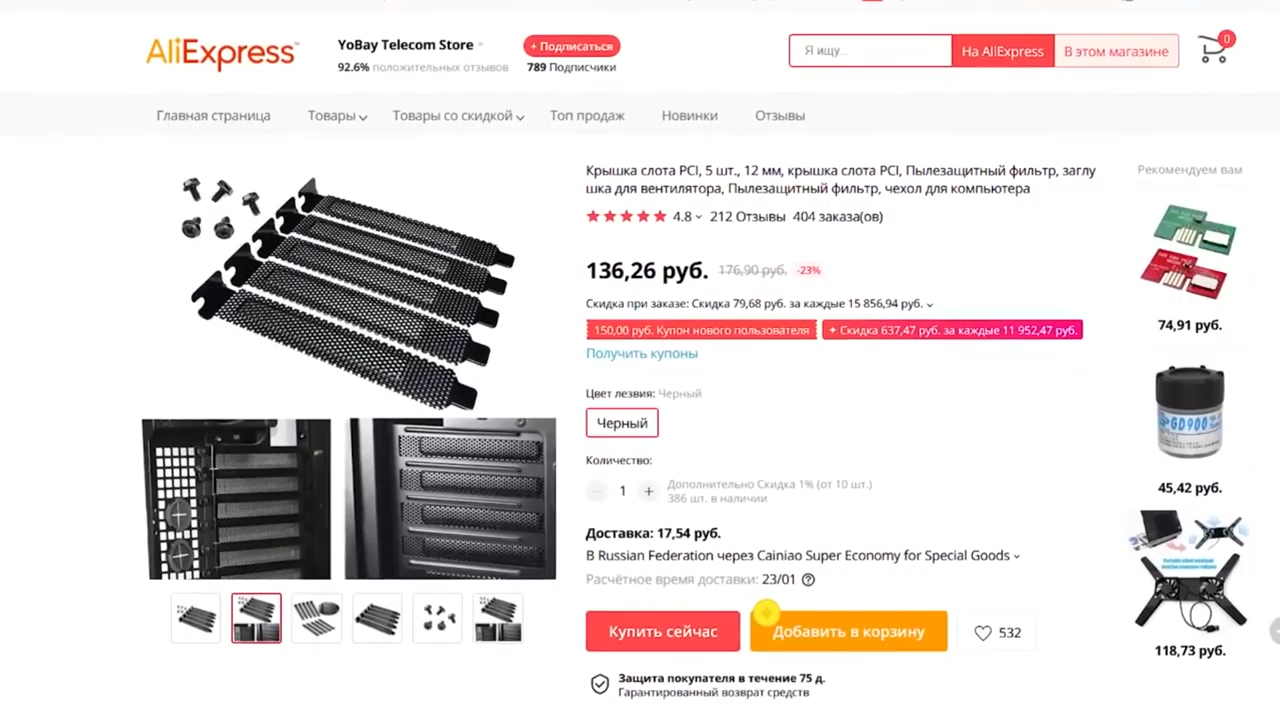 AliExpress™
YoBay Telecom Store
92.6% положительных отзывов
+ Подписаться
789 Подписчики
Я ищу...
На AliExpress
В этом магазине
0
Главная страница
Товары
Товары со скидкой
Топ продаж
Новинки
Отзывы
Крышка слота PCI, 5 шт., 12 мм, крышка слота PCI, Пылезащитный фильтр, заглу
шка для вентилятора, Пылезащитный фильтр, чехол для компьютера
4.8
212 Отзывы
404 заказа(ов)
136,26 руб.
176,90 руб.
-23%
Скидка при заказе: Скидка 79,68 руб. за каждые 15 856,94 руб.
150,00 руб. Купон нового пользователя
+ Скидка 637,47 руб. за каждые 11 952,47 руб.
Получить купоны
Цвет лезвия: Черный
Черный
Количество:
1
Дополнительно Скидка 1% (от 10 шт.)
386 шт. в наличии
Доставка: 17,54 руб.
В Russian Federation через Cainiao Super Economy for Special Goods
Расчётное время доставки: 23/01
Купить сейчас
Добавить в корзину
532
Защита покупателя в течение 75 д.
Гарантированный возврат средств
Рекомендуем вам
74,91 руб.
GD900
45,42 руб.
118,73 руб.